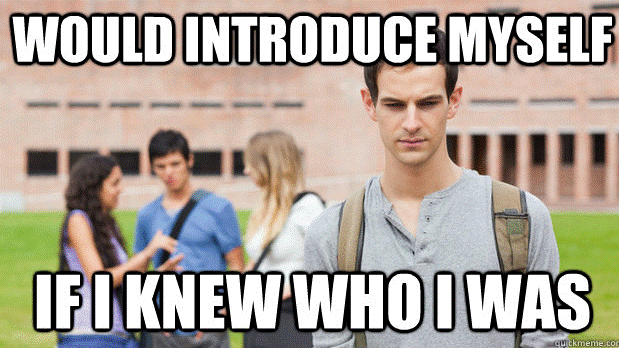 WOULD INTRODUCE MYSELF
IF I KNEW WHO I WAS
quickmeme.com